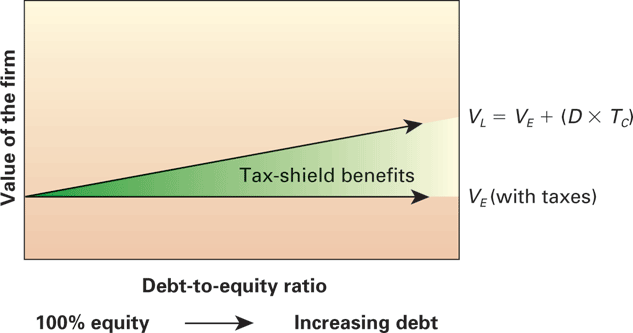 Value of the firm
V_L = V_E + (D × T_C)
Tax-shield benefits
V_E (with taxes)
Debt-to-equity ratio
100% equity
Increasing debt